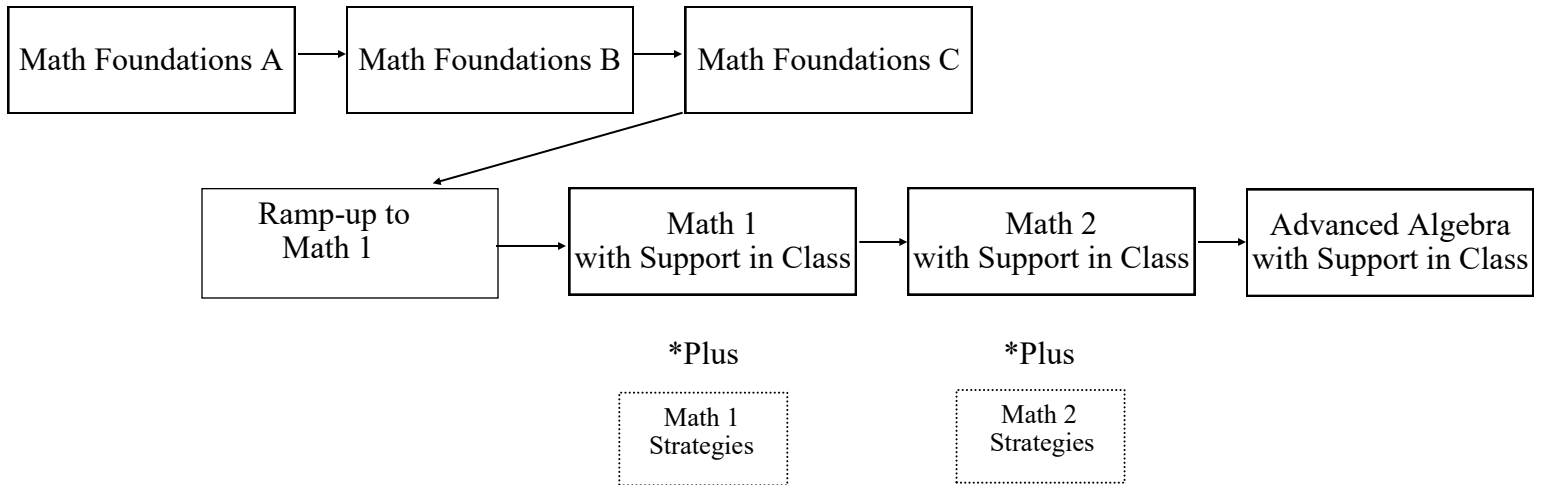 Math Foundations A
Math Foundations B
Math Foundations C
Ramp-up to
Math 1
Math 1
with Support in Class
Math 2
with Support in Class
Advanced Algebra
with Support in Class
*Plus
*Plus
Math 1
Strategies
Math 2
Strategies